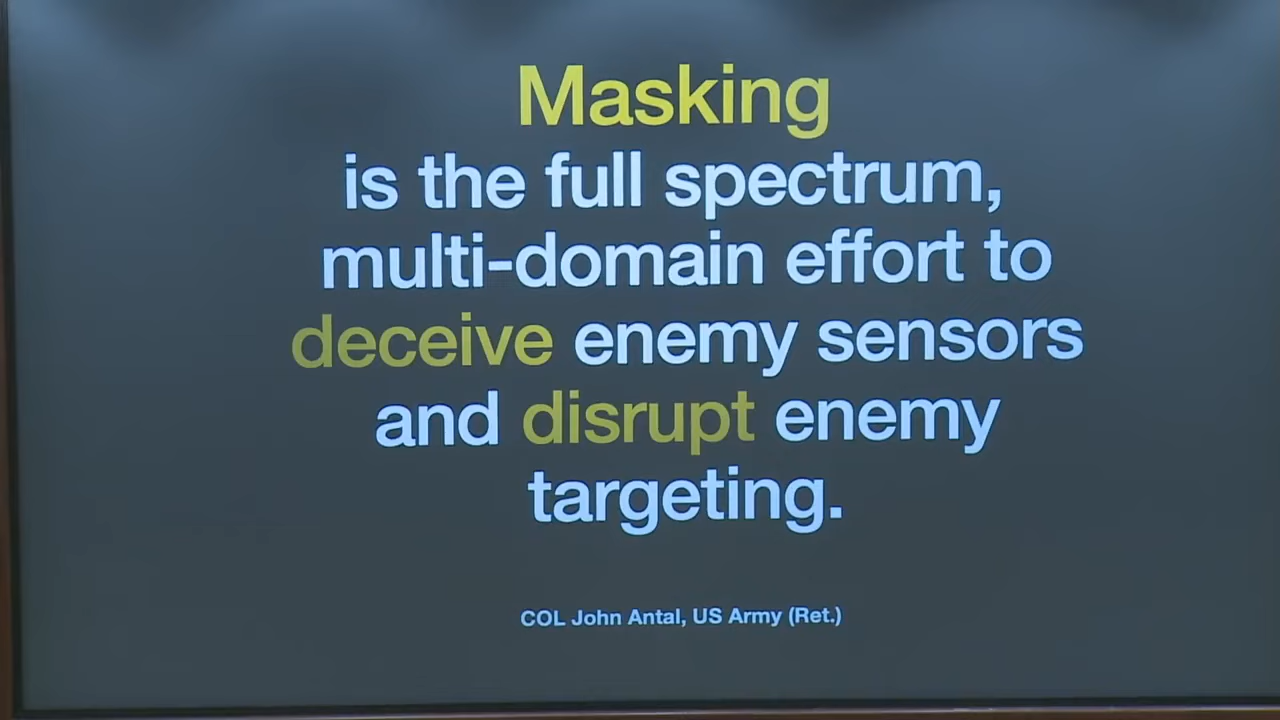 Masking
is the full spectrum,
multi-domain effort to
deceive enemy sensors
and disrupt enemy
targeting.
COL John Antal, US Army (Ret.)